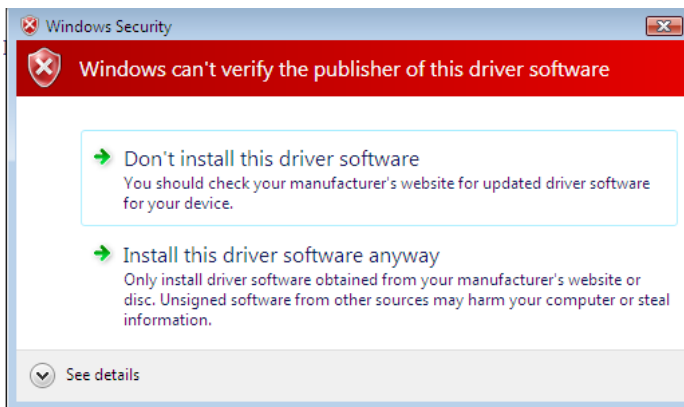 Windows Security
Windows can't verify the publisher of this driver software
Don't install this driver software
You should check your manufacturer's website for updated driver software
for your device.
Install this driver software anyway
Only install driver software obtained from your manufacturer's website or
disc. Unsigned software from other sources may harm your computer or steal
information.
See details